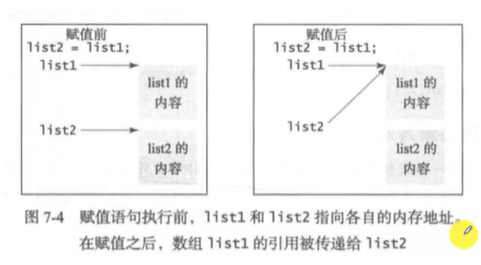 赋值前
list2 = list1;
list1
list1 的
内容
list2
list2 的
内容
赋值后
list2 = list1;
list1
list1 的
内容
list2
list2 的
内容
图 7-4 赋值语句执行前，list1 和 list2 指向各自的内存地址。
在赋值之后，数组 list1 的引用被传递给 list2